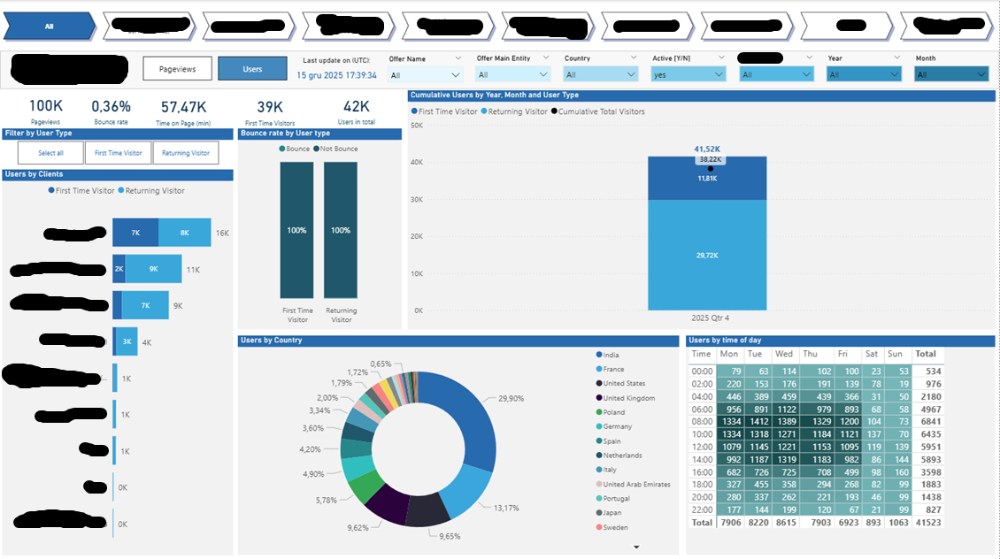 All
Last update on (UTC):
15 gru 2025 17:39:34
Pageviews
Users
Offer Name
All
Offer Main Entity
All
Country
All
Active [Y/N]
yes
All
Year
All
Month
All
100K
Pageviews
0,36%
Bounce rate
57,47K
Time on Page (min)
39K
First Time Visitors
42K
Users in total
Filter by User Type
Select all
First Time Visitor
Returning Visitor
Users by Clients
First Time Visitor Returning Visitor
7K 8K 16K
2K 9K 11K
7K 9K
3K 4K
1K
1K
1K
0K
0K
Bounce rate by User type
Bounce Not Bounce
100% 100%
First Time Visitor
Returning Visitor
Cumulative Users by Year, Month and User Type
First Time Visitor Returning Visitor Cumulative Total Visitors
50K
40K
30K
20K
10K
0K
41,52K
38,22K
11,81K
29,72K
2025 Qtr 4
Users by Country
29,90%
13,17%
9,65%
9,62%
5,78%
4,90%
4,20%
3,60%
3,34%
2,00%
1,79%
1,72%
0,65%
India
France
United States
United Kingdom
Poland
Germany
Spain
Netherlands
Italy
United Arab Emirates
Portugal
Japan
Sweden
Users by time of day
Time Mon Tue Wed Thu Fri Sat Sun Total
00:00 79 63 114 102 100 23 53 534
02:00 220 153 176 191 139 78 19 976
04:00 446 389 459 439 366 31 50 2180
06:00 956 891 1122 979 893 68 58 4967
08:00 1334 1412 1389 1329 1200 104 73 6841
10:00 1334 1318 1271 1184 1121 137 70 6435
12:00 1079 1145 1221 1153 1095 119 139 5951
14:00 992 1187 1319 1183 982 86 144 5893
16:00 682 726 725 708 499 98 160 3598
18:00 327 455 358 294 268 82 99 1883
20:00 280 337 262 221 193 46 99 1438
22:00 177 144 199 120 67 21 99 827
Total 7906 8220 8615 7903 6923 893 1063 41523